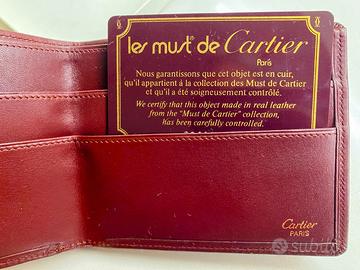 les must de Cartier
Paris
Nous garantissons que cet objet est en cuir,
qu'il appartient à la collection des Must de Cartier
et qu'il a été soigneusement contrôlé.
We certify that this object made in real leather
from the "Must de Cartier" collection,
has been carefully controlled.
Cartier
PARIS
subito